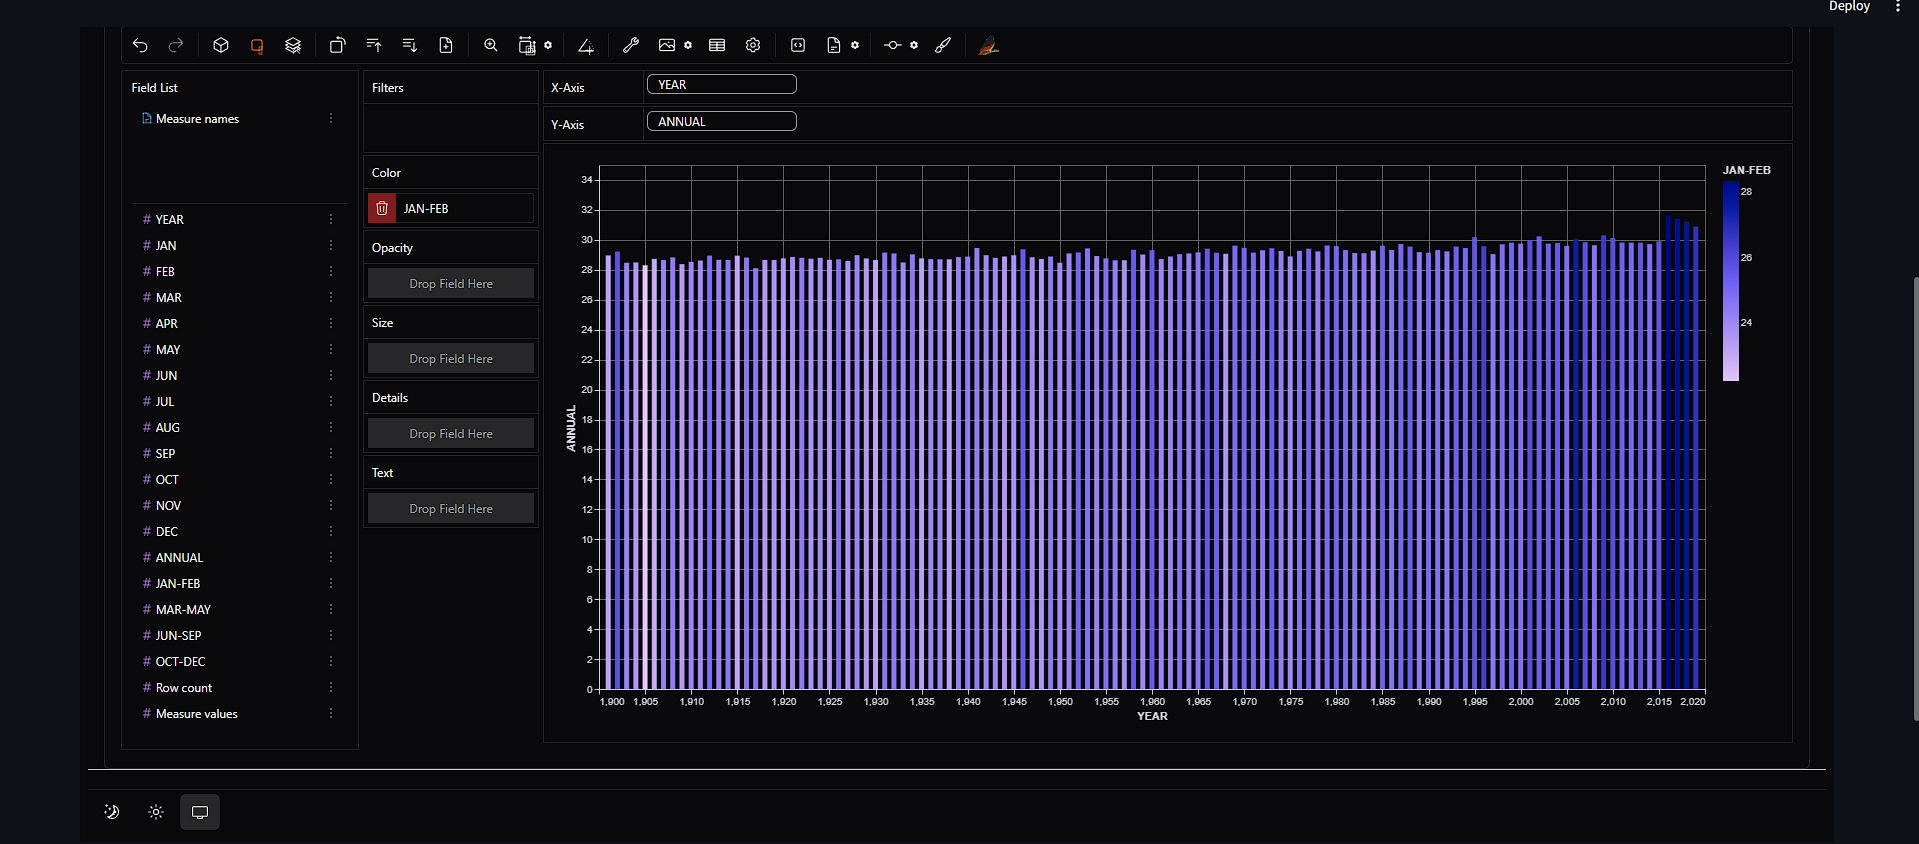 Deploy
Field List
Measure names
# YEAR
# JAN
# FEB
# MAR
# APR
# MAY
# JUN
# JUL
# AUG
# SEP
# OCT
# NOV
# DEC
# ANNUAL
# JAN-FEB
# MAR-MAY
# JUN-SEP
# OCT-DEC
# Row count
# Measure values
Filters
Color
JAN-FEB
Opacity
Drop Field Here
Size
Drop Field Here
Details
Drop Field Here
Text
Drop Field Here
X-Axis YEAR
Y-Axis ANNUAL
34
32
30
28
26
24
22
20
18
16
14
12
10
8
6
4
2
0
ANNUAL
1,900 1,905 1,910 1,915 1,920 1,925 1,930 1,935 1,940 1,945 1,950 1,955 1,960 1,965 1,970 1,975 1,980 1,985 1,990 1,995 2,000 2,005 2,010 2,015 2,020
YEAR
JAN-FEB
28
26
24